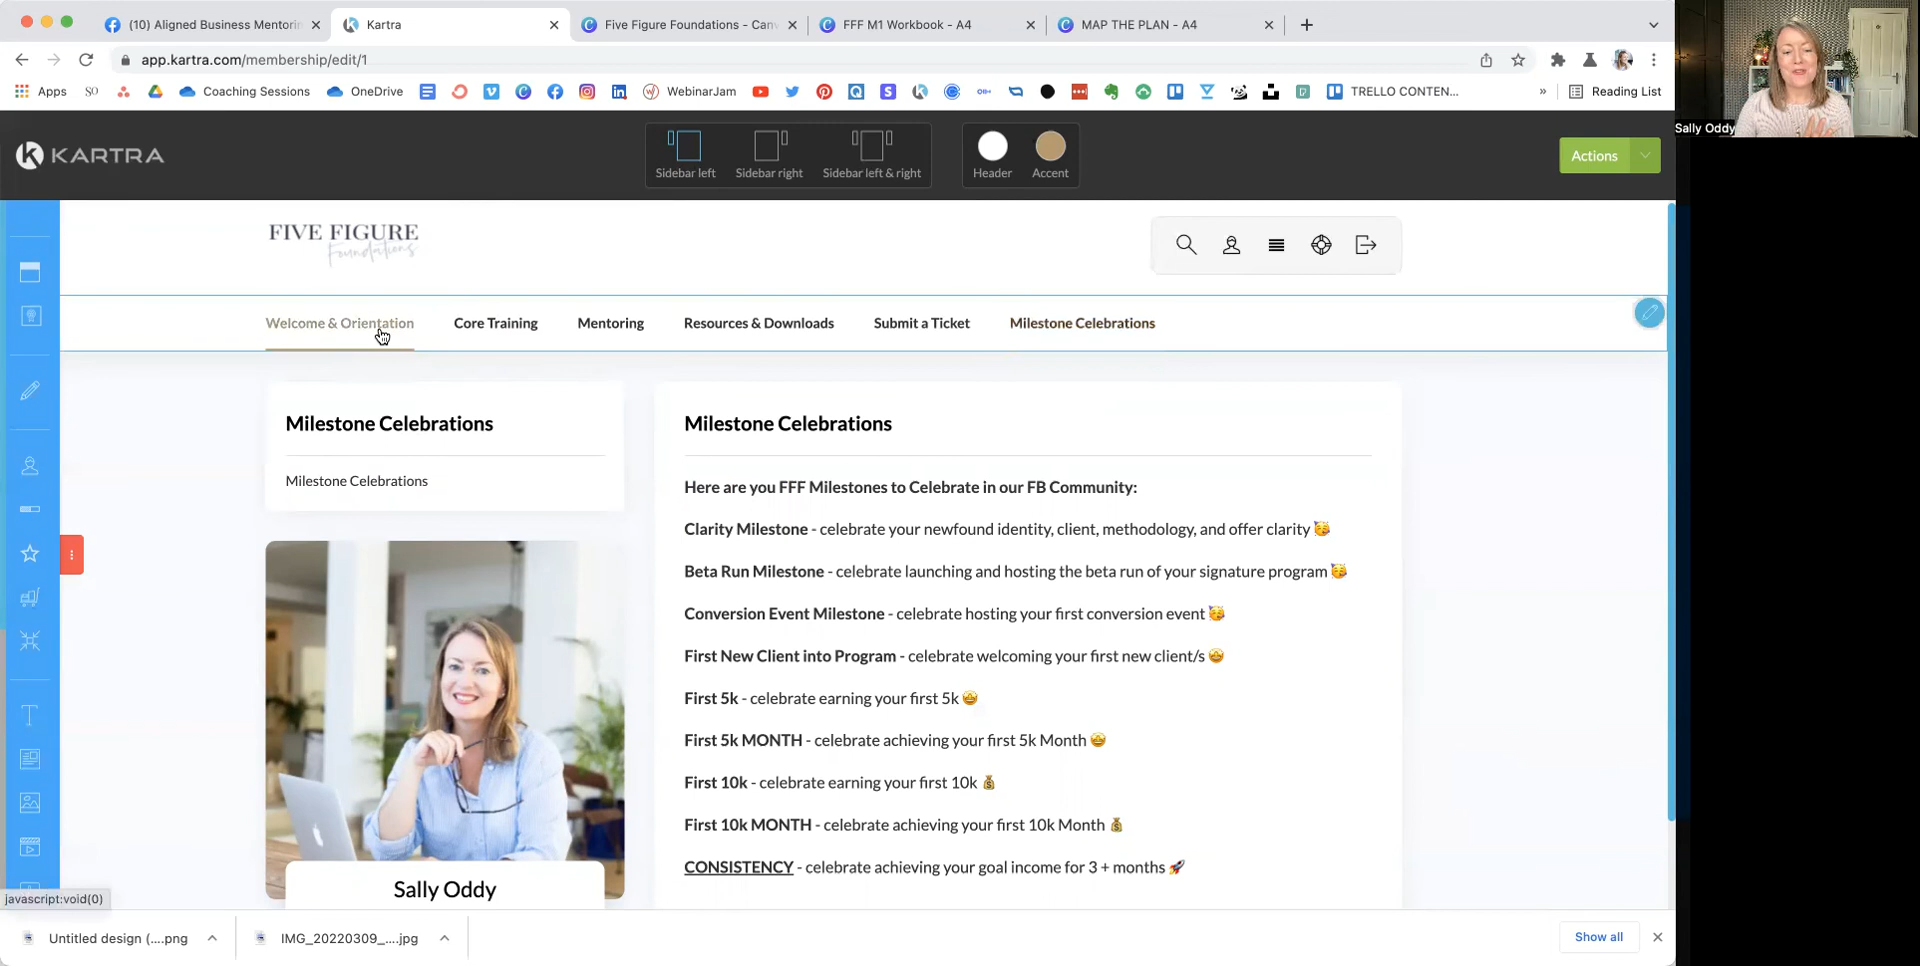 (10) Aligned Business Mentorin
Kartra
Five Figure Foundations - Canv
FFF M1 Workbook - A4
MAP THE PLAN - A4
app.kartra.com/membership/edit/1
Apps
Coaching Sessions
OneDrive
WebinarJam
TRELLO CONTEN...
Reading List
Sally Oddy
KARTRA
Sidebar left
Sidebar right
Sidebar left & right
Header
Accent
Actions
FIVE FIGURE
Foundations
Welcome & Orientation
Core Training
Mentoring
Resources & Downloads
Submit a Ticket
Milestone Celebrations
Milestone Celebrations
Milestone Celebrations
Sally Oddy
Milestone Celebrations
Here are you FFF Milestones to Celebrate in our FB Community:
Clarity Milestone - celebrate your newfound identity, client, methodology, and offer clarity 🥳
Beta Run Milestone - celebrate launching and hosting the beta run of your signature program 🥳
Conversion Event Milestone - celebrate hosting your first conversion event 🥳
First New Client into Program - celebrate welcoming your first new client/s 🤩
First 5k - celebrate earning your first 5k 🤩
First 5k MONTH - celebrate achieving your first 5k Month 🤩
First 10k - celebrate earning your first 10k 💰
First 10k MONTH - celebrate achieving your first 10k Month 💰
CONSISTENCY - celebrate achieving your goal income for 3 + months 🚀
javascript:void(0)
Untitled design (....png
IMG_20220309_....jpg
Show all